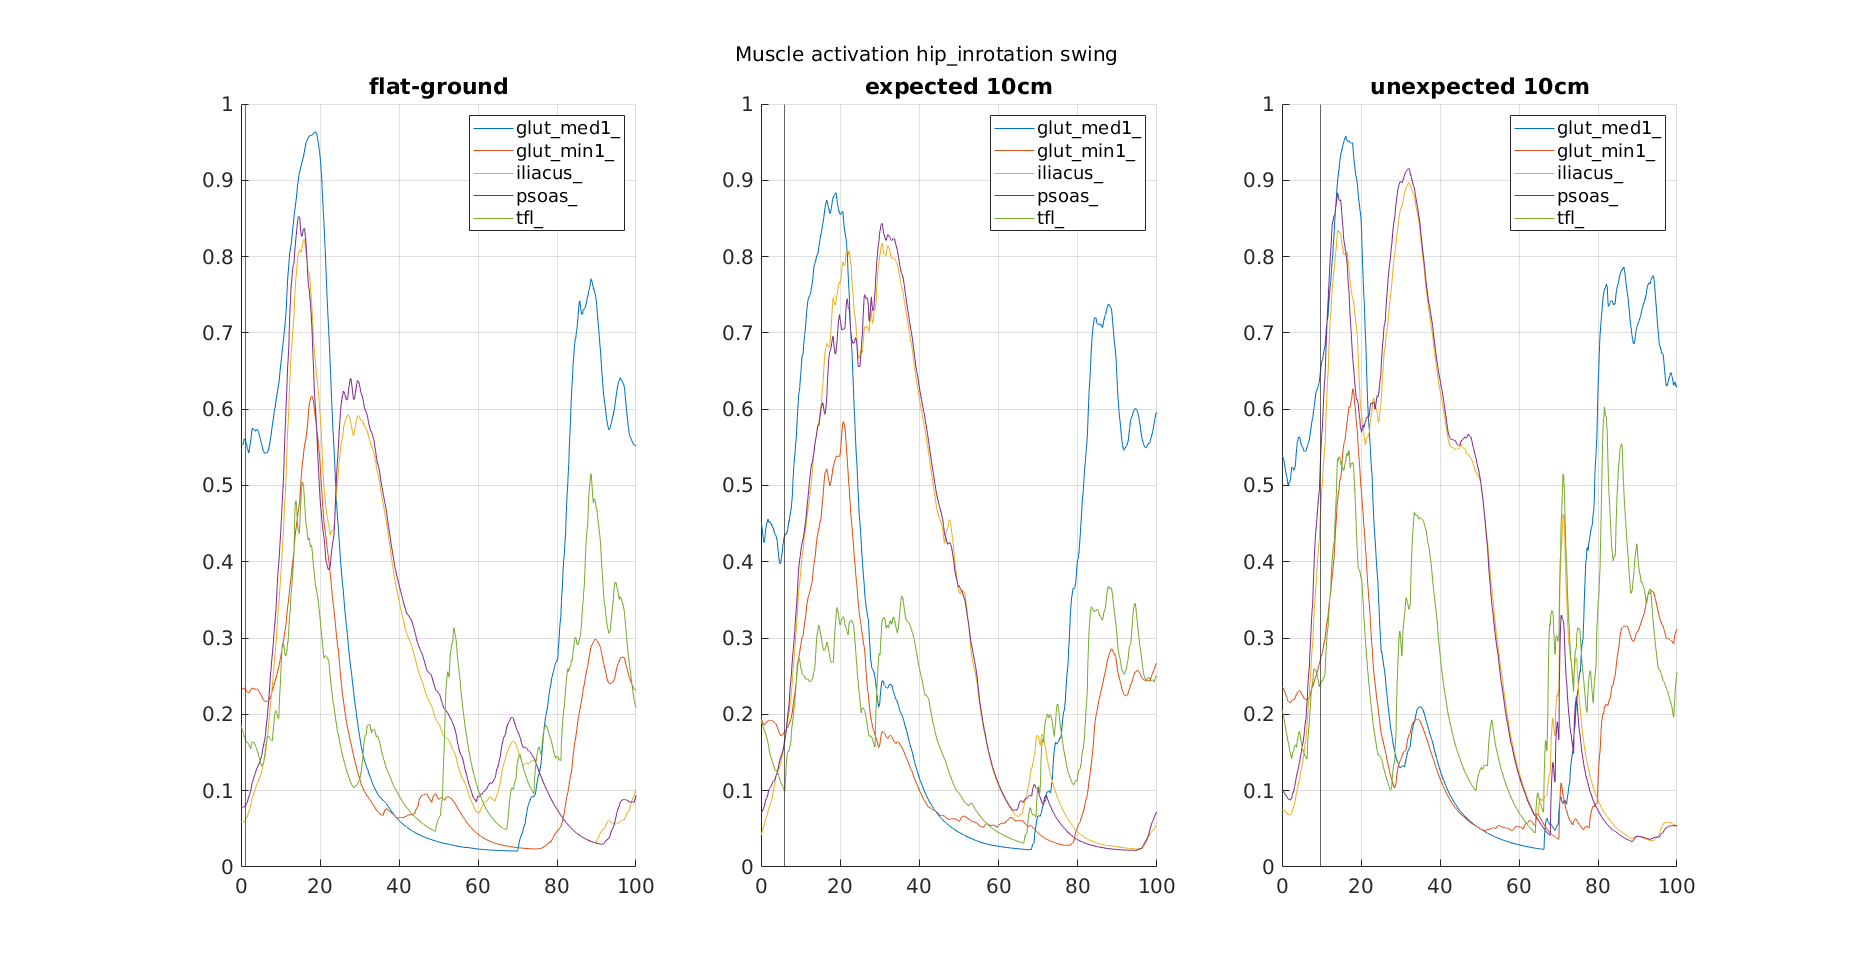 Muscle activation hip_inrotation swing
flat-ground
1
0.9
0.8
0.7
0.6
0.5
0.4
0.3
0.2
0.1
0
0 20 40 60 80 100
glut_med1_
glut_min1_
iliacus_
psoas_
tfl_
expected 10cm
1
0.9
0.8
0.7
0.6
0.5
0.4
0.3
0.2
0.1
0
0 20 40 60 80 100
glut_med1_
glut_min1_
iliacus_
psoas_
tfl_
unexpected 10cm
1
0.9
0.8
0.7
0.6
0.5
0.4
0.3
0.2
0.1
0
0 20 40 60 80 100
glut_med1_
glut_min1_
iliacus_
psoas_
tfl_